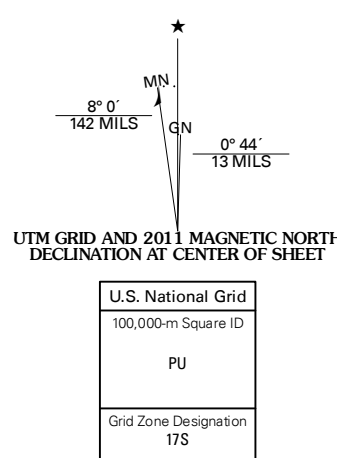 ★
MN
8° 0´
142 MILS
GN
0° 44´
13 MILS
UTM GRID AND 2011 MAGNETIC NORTH
DECLINATION AT CENTER OF SHEET
U.S. National Grid
100,000-m Square ID
PU
Grid Zone Designation
17S